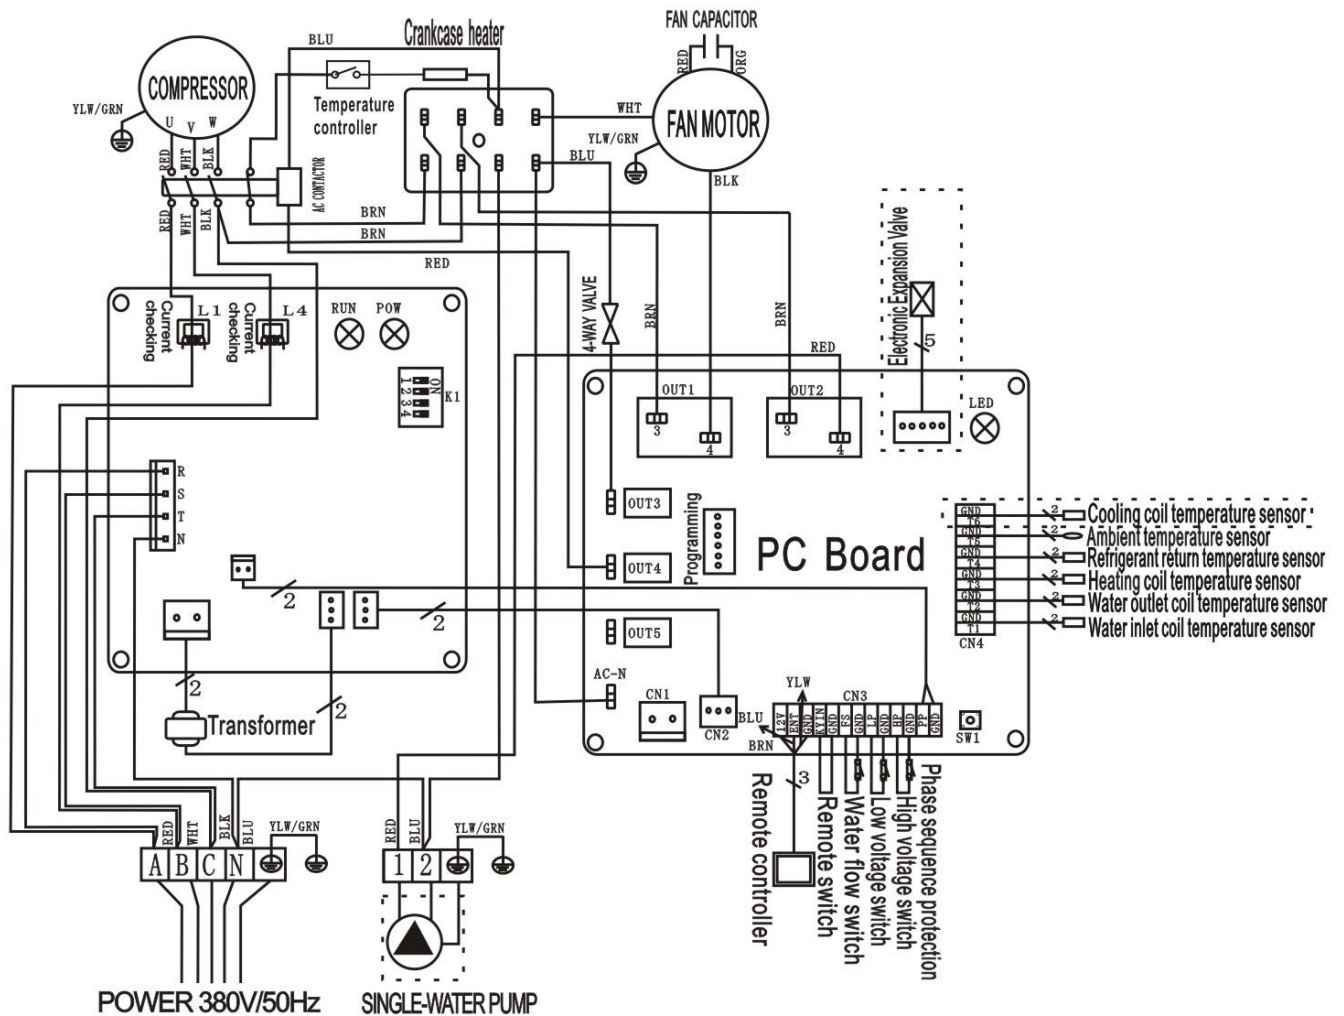 FAN CAPACITOR
Crankcase heater
BLU
RED
ORG
COMPRESSOR
Temperature
controller
FAN MOTOR
YLW/GRN
WHT
YLW/GRN
U
V
W
RED
WHT
BLK
BLU
AC CONTACTOR
BLK
RED
WHT
BLK
BRN
BRN
RED
4-WAY VALVE
BRN
BRN
Electronic Expansion Valve
5
Current
checking
L1
Current
checking
L4
RUN
POW
RED
ON
1
2
3
4
K1
OUT1
3
4
OUT2
3
4
LED
R
S
T
N
OUT3
Programming
PC Board
OUT4
OUT5
AC-N
2
2
2
2
Transformer
CN1
CN2
GND
T6
GND
T5
GND
T4
GND
T3
GND
T2
GND
T1
CN4
2
Cooling coil temperature sensor
2
Ambient temperature sensor
2
Refrigerant return temperature sensor
2
Heating coil temperature sensor
2
Water outlet coil temperature sensor
2
Water inlet coil temperature sensor
YLW
BLU
BRN
CN3
12V
ENT
GND
KYIN
GND
FS
GND
LP
GND
HP
GND
PP
GND
SW1
3
Remote controller
Remote switch
Water flow switch
Low voltage switch
High voltage switch
Phase sequence protection
RED
WHT
BLK
BLU
YLW/GRN
A
B
C
N
RED
BLU
YLW/GRN
1
2
POWER 380V/50Hz
SINGLE-WATER PUMP